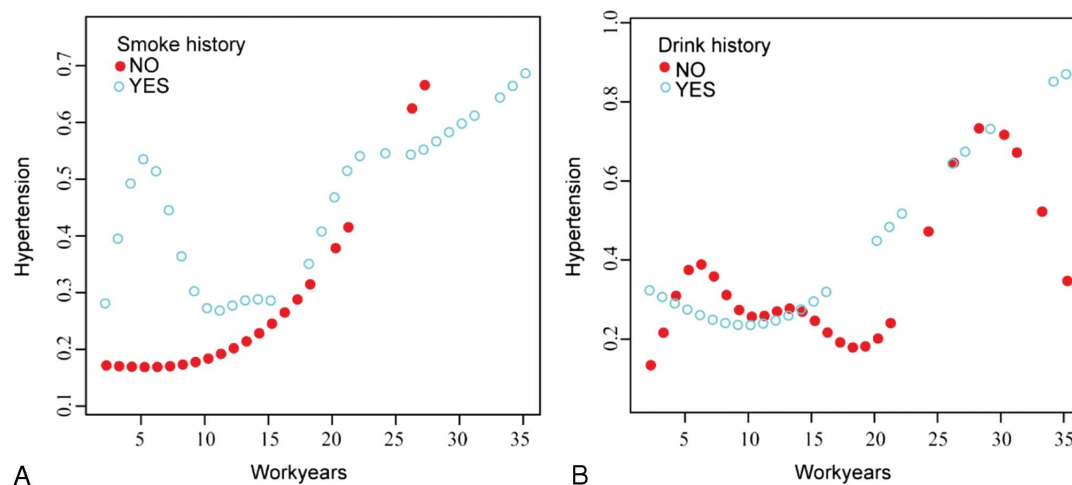 Smoke history
NO
YES
Hypertension
0.7
0.6
0.5
0.4
0.3
0.2
0.1
5 10 15 20 25 30 35
Workyears
A
Drink history
NO
YES
Hypertension
1.0
0.8
0.6
0.4
0.2
5 10 15 20 25 30 35
Workyears
B